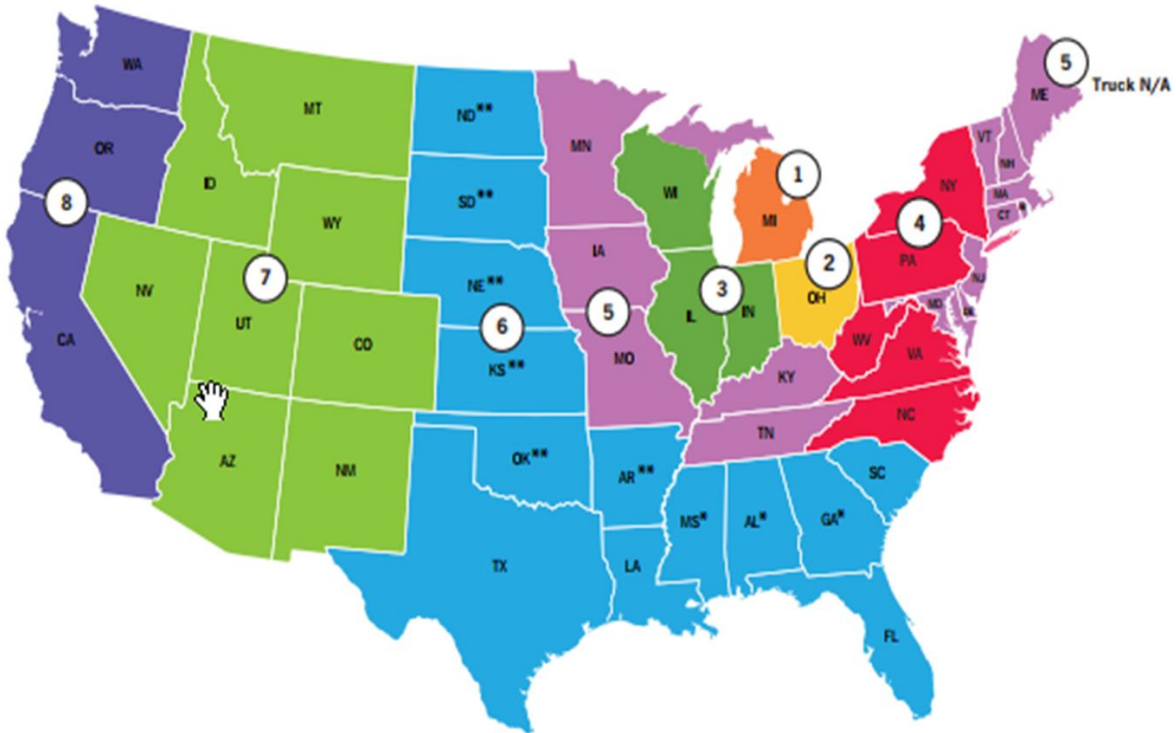 WA
MT
ND**
MN
ME
5
Truck N/A
OR
ID
SD**
WI
1
MI
VT
NH
NY
MA
CT
*
8
WY
4
NV
7
UT
NE**
IA
3
2
OH
PA
NJ
CA
CO
6
5
IL
IN
MD
WV
VA
KS**
MO
KY
NC
AZ
NM
OK**
AR**
TN
SC
MS*
AL*
GA*
TX
LA
FL